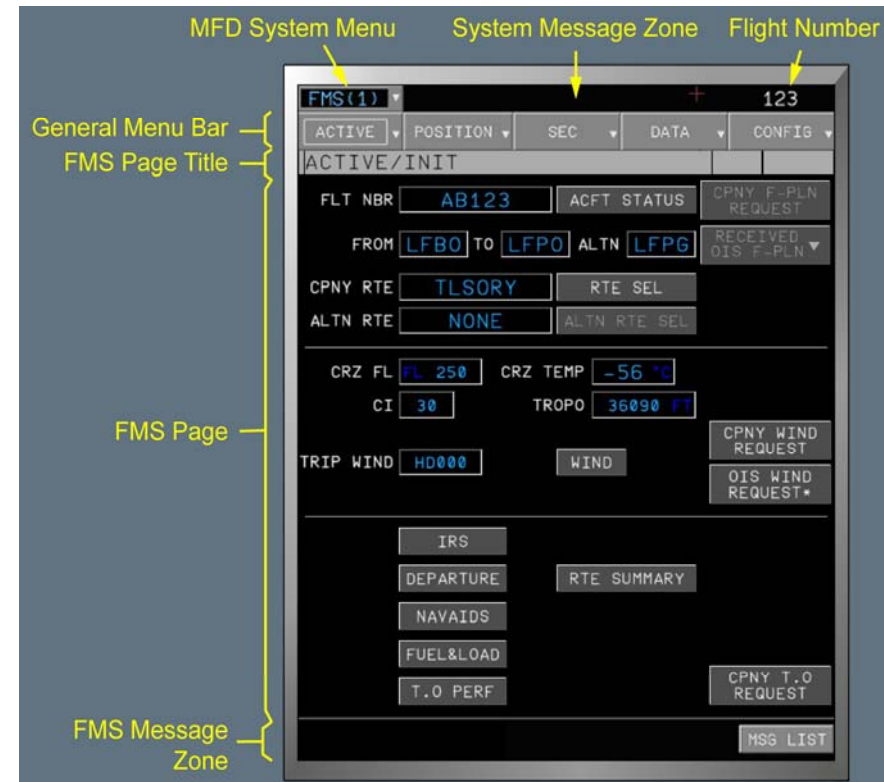 MFD System Menu System Message Zone Flight Number
FMS(1) 123
General Menu Bar ACTIVE POSITION SEC DATA CONFIG
FMS Page Title ACTIVE/INIT
FLT NBR AB123 ACFT STATUS CPNY F-PLN
REQUEST
FROM LFBO TO LFPO ALTN LFPG RECEIVED
OIS F-PLN
CPNY RTE TLSORY RTE SEL
ALTN RTE NONE ALTN RTE SEL
CRZ FL FL 250 CRZ TEMP -56 °C
CI 30 TROPO 36090 FT
FMS Page
CPNY WIND
REQUEST
TRIP WIND HD000 WIND
OIS WIND
REQUEST*
IRS
DEPARTURE RTE SUMMARY
NAVAIDS
FUEL&LOAD
T.O PERF CPNY T.O
REQUEST
FMS Message
Zone
MSG LIST